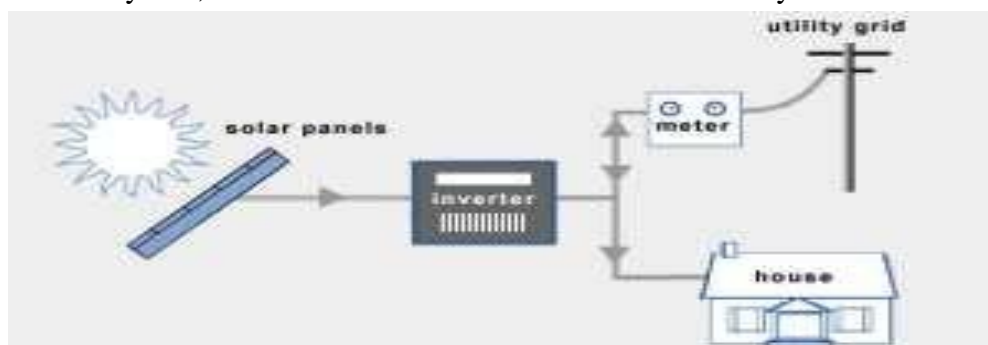 utility grid
solar panels
meter
inverter
house